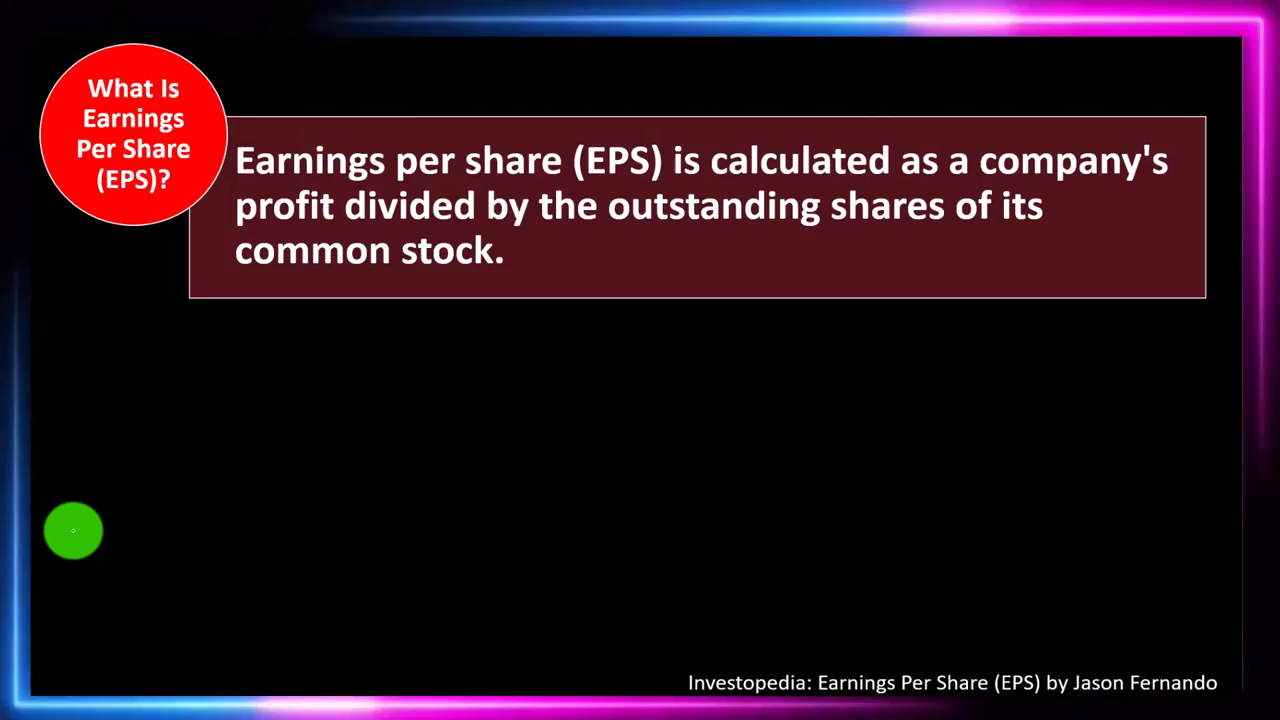 What Is
Earnings
Per Share
(EPS)?
Earnings per share (EPS) is calculated as a company's
profit divided by the outstanding shares of its
common stock.
Investopedia: Earnings Per Share (EPS) by Jason Fernando